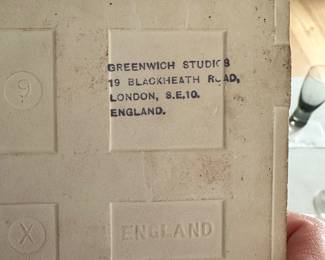 GREENWICH STUDIOS
19 BLACKHEATH ROAD,
LONDON, S.E.10.
ENGLAND.
9
X
ENGLAND